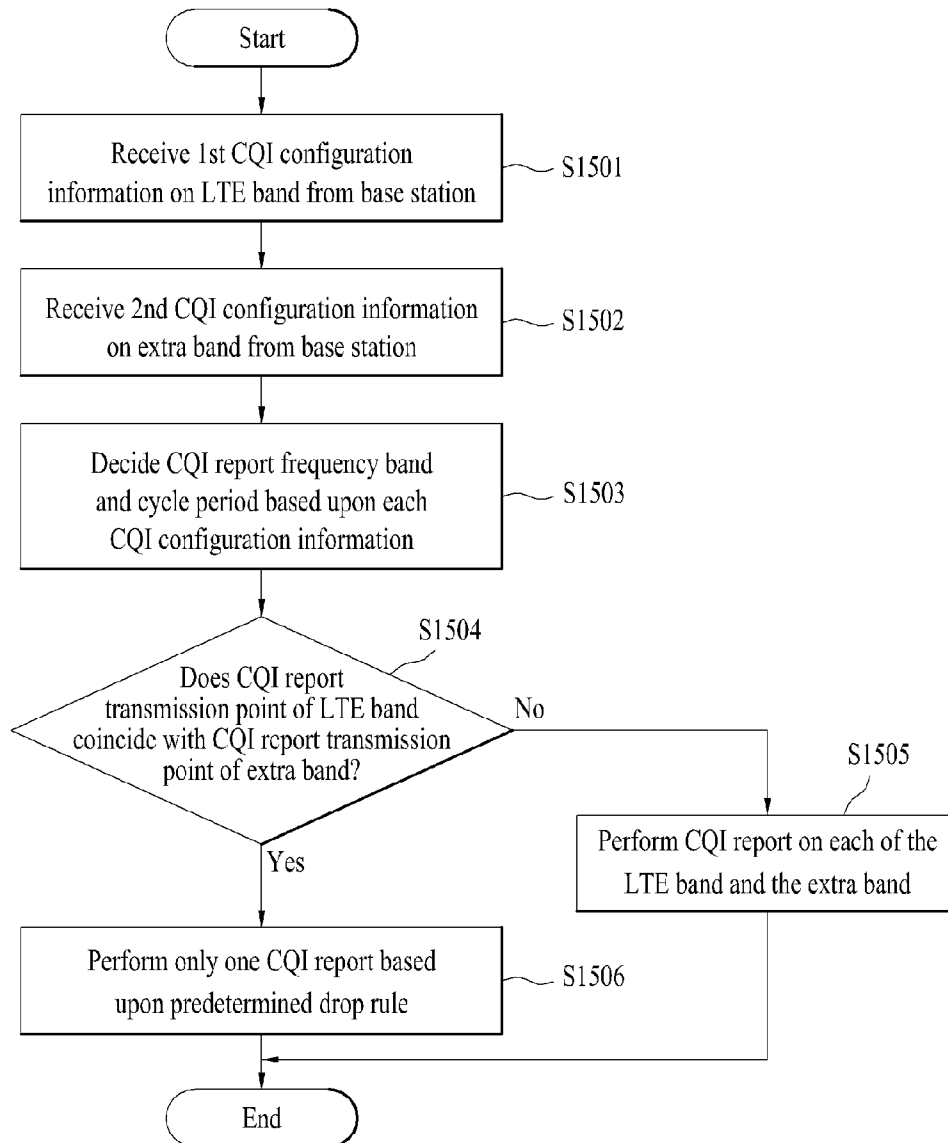 Start
Receive 1st CQI configuration
information on LTE band from base station
S1501
Receive 2nd CQI configuration information
on extra band from base station
S1502
Decide CQI report frequency band
and cycle period based upon each
CQI configuration information
S1503
S1504
Does CQI report
transmission point of LTE band
coincide with CQI report transmission
point of extra band?
No
Yes
S1505
Perform CQI report on each of the
LTE band and the extra band
Perform only one CQI report based
upon predetermined drop rule
S1506
End